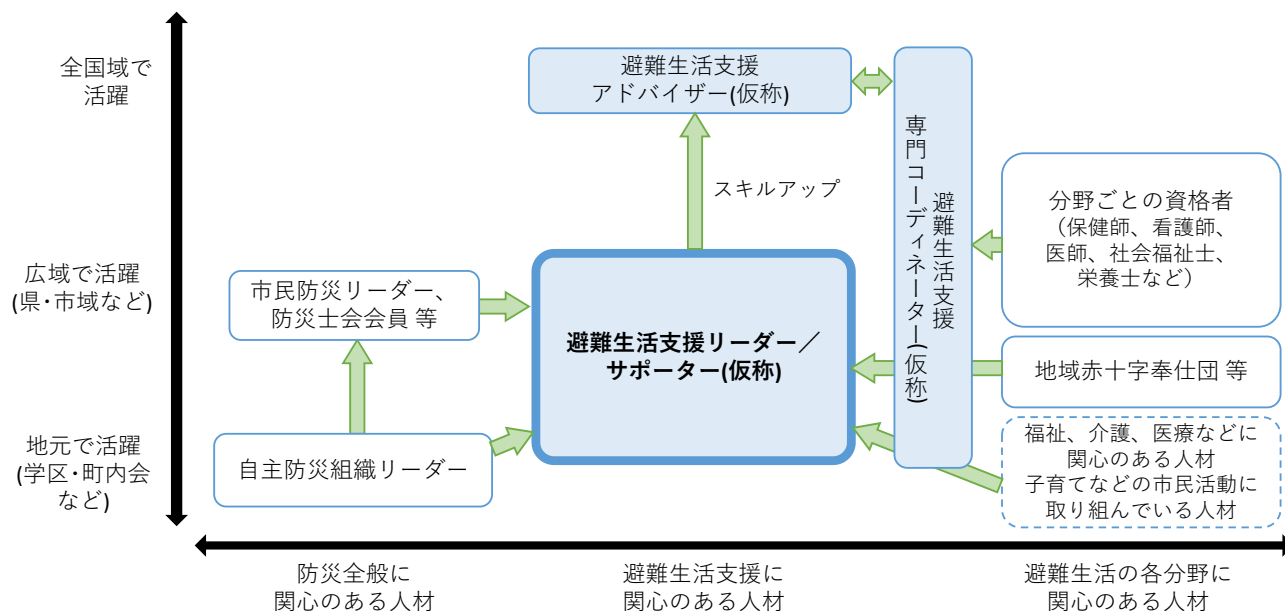 全国域で
活躍
避難生活支援
アドバイザー(仮称)
スキルアップ
避難生活支援
専門コーディネーター(仮称)
分野ごとの資格者
(保健師、看護師、
医師、社会福祉士、
栄養士など)
広域で活躍
(県・市域など)
市民防災リーダー、
防災士会会員 等
避難生活支援リーダー/
サポーター(仮称)
地域赤十字奉仕団 等
地元で活躍
(学区・町内会
など)
自主防災組織リーダー
福祉、介護、医療などに
関心のある人材
子育てなどの市民活動に
取り組んでいる人材
防災全般に
関心のある人材
避難生活支援に
関心のある人材
避難生活の各分野に
関心のある人材